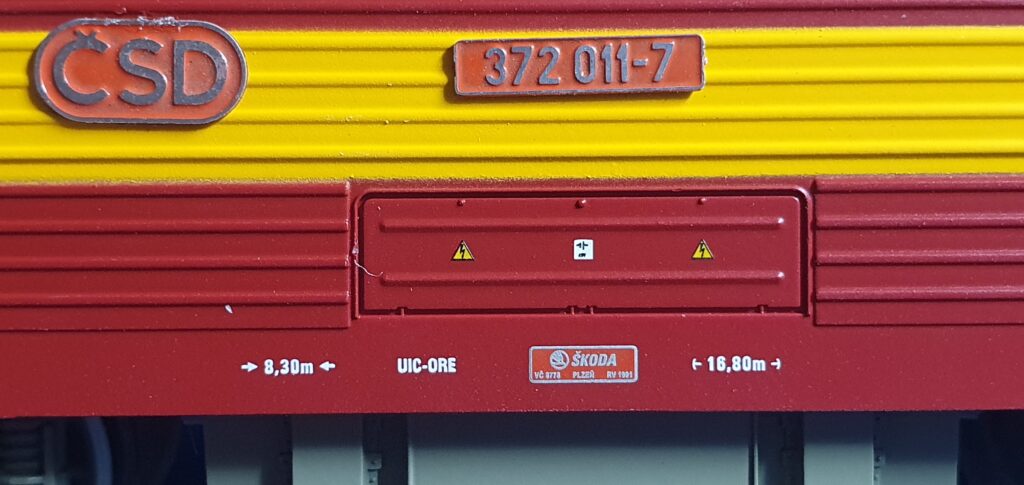 ČSD
372 011-7
8,30m
UIC-ORE
ŠKODA
VČ 8778 PLZEŇ RV 1991
16,80m